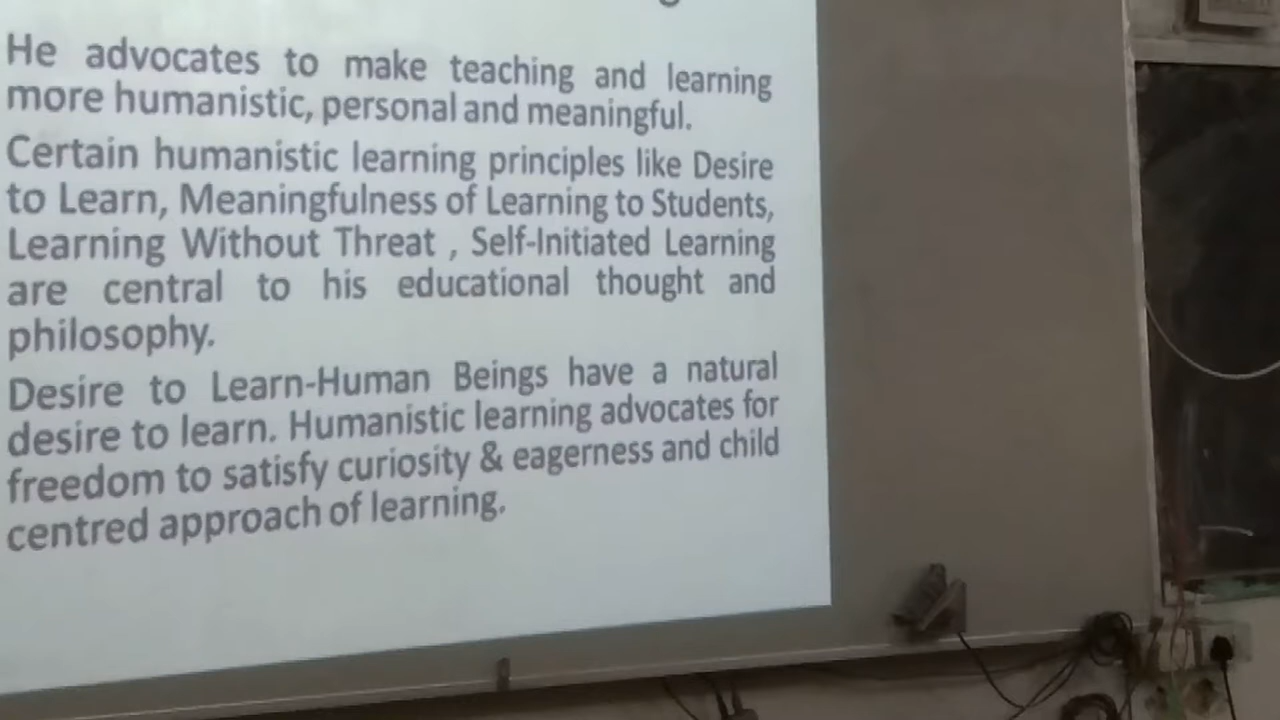 He advocates to make teaching and learning
more humanistic, personal and meaningful.
Certain humanistic learning principles like Desire
to Learn, Meaningfulness of Learning to Students,
Learning Without Threat , Self-Initiated Learning
are central to his educational thought and
philosophy.
Desire to Learn-Human Beings have a natural
desire to learn. Humanistic learning advocates for
freedom to satisfy curiosity & eagerness and child
centred approach of learning.